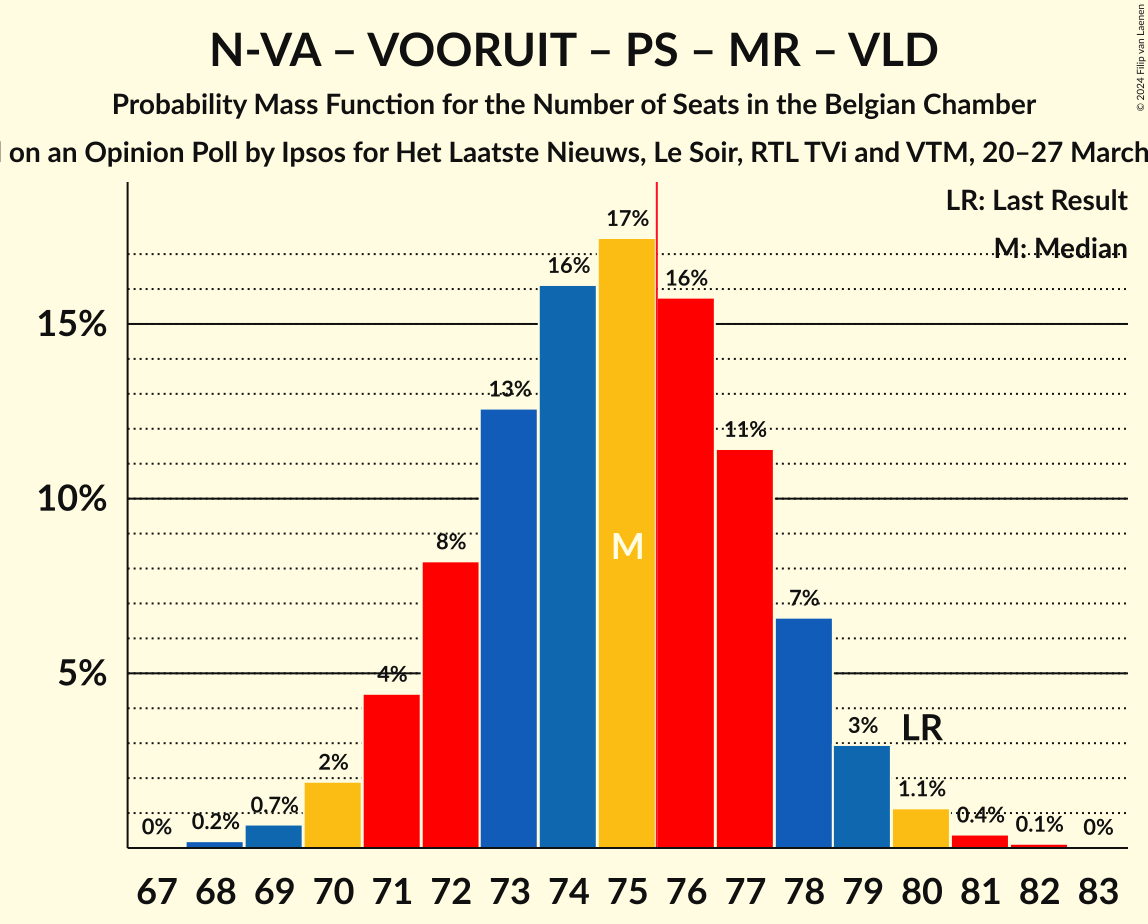 N-VA – VOORUIT – PS – MR – VLD
Probability Mass Function for the Number of Seats in the Belgian Chamber
on an Opinion Poll by Ipsos for Het Laatste Nieuws, Le Soir, RTL TVi and VTM, 20–27 March
© 2024 Filip van Laenen
LR: Last Result
M: Median
17%
16%
16%
15%
13%
11%
10%
M
8%
7%
5%
4%
3%
LR
2%
1.1%
0.7%
0.4%
0.2%
0.1%
0%
0%
67 68 69 70 71 72 73 74 75 76 77 78 79 80 81 82 83